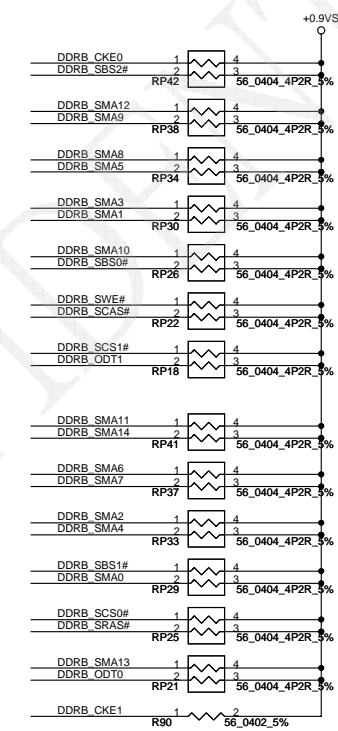 +0.9VS
DDRB_CKE0 1 4
DDRB_SBS2# 2 3
RP42 56_0404_4P2R_5%
DDRB_SMA12 1 4
DDRB_SMA9 2 3
RP38 56_0404_4P2R_5%
DDRB_SMA8 1 4
DDRB_SMA5 2 3
RP34 56_0404_4P2R_5%
DDRB_SMA3 1 4
DDRB_SMA1 2 3
RP30 56_0404_4P2R_5%
DDRB_SMA10 1 4
DDRB_SBS0# 2 3
RP26 56_0404_4P2R_5%
DDRB_SWE# 1 4
DDRB_SCAS# 2 3
RP22 56_0404_4P2R_5%
DDRB_SCS1# 1 4
DDRB_ODT1 2 3
RP18 56_0404_4P2R_5%
DDRB_SMA11 1 4
DDRB_SMA14 2 3
RP41 56_0404_4P2R_5%
DDRB_SMA6 1 4
DDRB_SMA7 2 3
RP37 56_0404_4P2R_5%
DDRB_SMA2 1 4
DDRB_SMA4 2 3
RP33 56_0404_4P2R_5%
DDRB_SBS1# 1 4
DDRB_SMA0 2 3
RP29 56_0404_4P2R_5%
DDRB_SCS0# 1 4
DDRB_SRAS# 2 3
RP25 56_0404_4P2R_5%
DDRB_SMA13 1 4
DDRB_ODT0 2 3
RP21 56_0404_4P2R_5%
DDRB_CKE1 1 2
R90 56_0402_5%